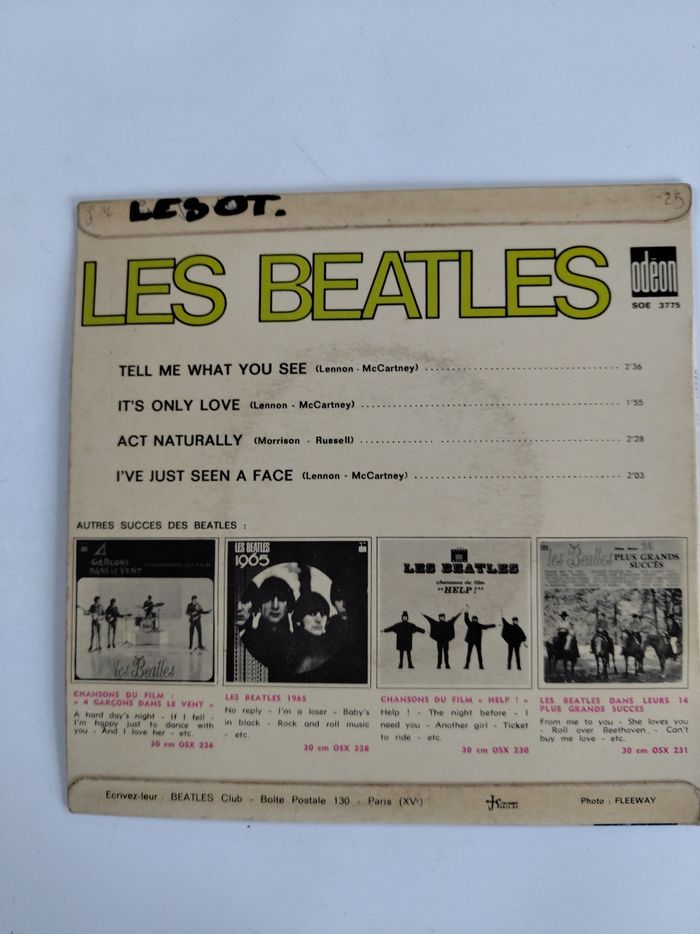 LESOT.
25
LES BEATLES
odéon
SOE 3775
TELL ME WHAT YOU SEE (Lennon - McCartney) 2'36
IT'S ONLY LOVE (Lennon - McCartney) 1'55
ACT NATURALLY (Morrison - Russell) 2'28
I'VE JUST SEEN A FACE (Lennon - McCartney) 2'03
AUTRES SUCCES DES BEATLES :
4
GARÇONS
DANS LE VENT
les Beatles
LES BEATLES
1965
LES BEATLES
chansons du film
"HELP !"
les Beatles
PLUS GRANDS
SUCCÈS
CHANSONS DU FILM :
« 4 GARÇONS DANS LE VENT »
A hard day's night - If I fell -
I'm happy just to dance with
you - And I love her - etc.
30 cm OSX 226
LES BEATLES 1965
No reply - I'm a loser - Baby's
in black - Rock and roll music
- etc.
30 cm OSX 228
CHANSONS DU FILM « HELP ! »
Help ! - The night before - I
need you - Another girl - Ticket
to ride - etc.
30 cm OSX 230
LES BEATLES DANS LEURS 14
PLUS GRANDS SUCCES
From me to you - She loves you
- Roll over Beethoven - Can't
buy me love - etc.
30 cm OSX 231
Ecrivez-leur : BEATLES Club - Boite Postale 130 - Paris (XVe)
Photo : FLEEWAY